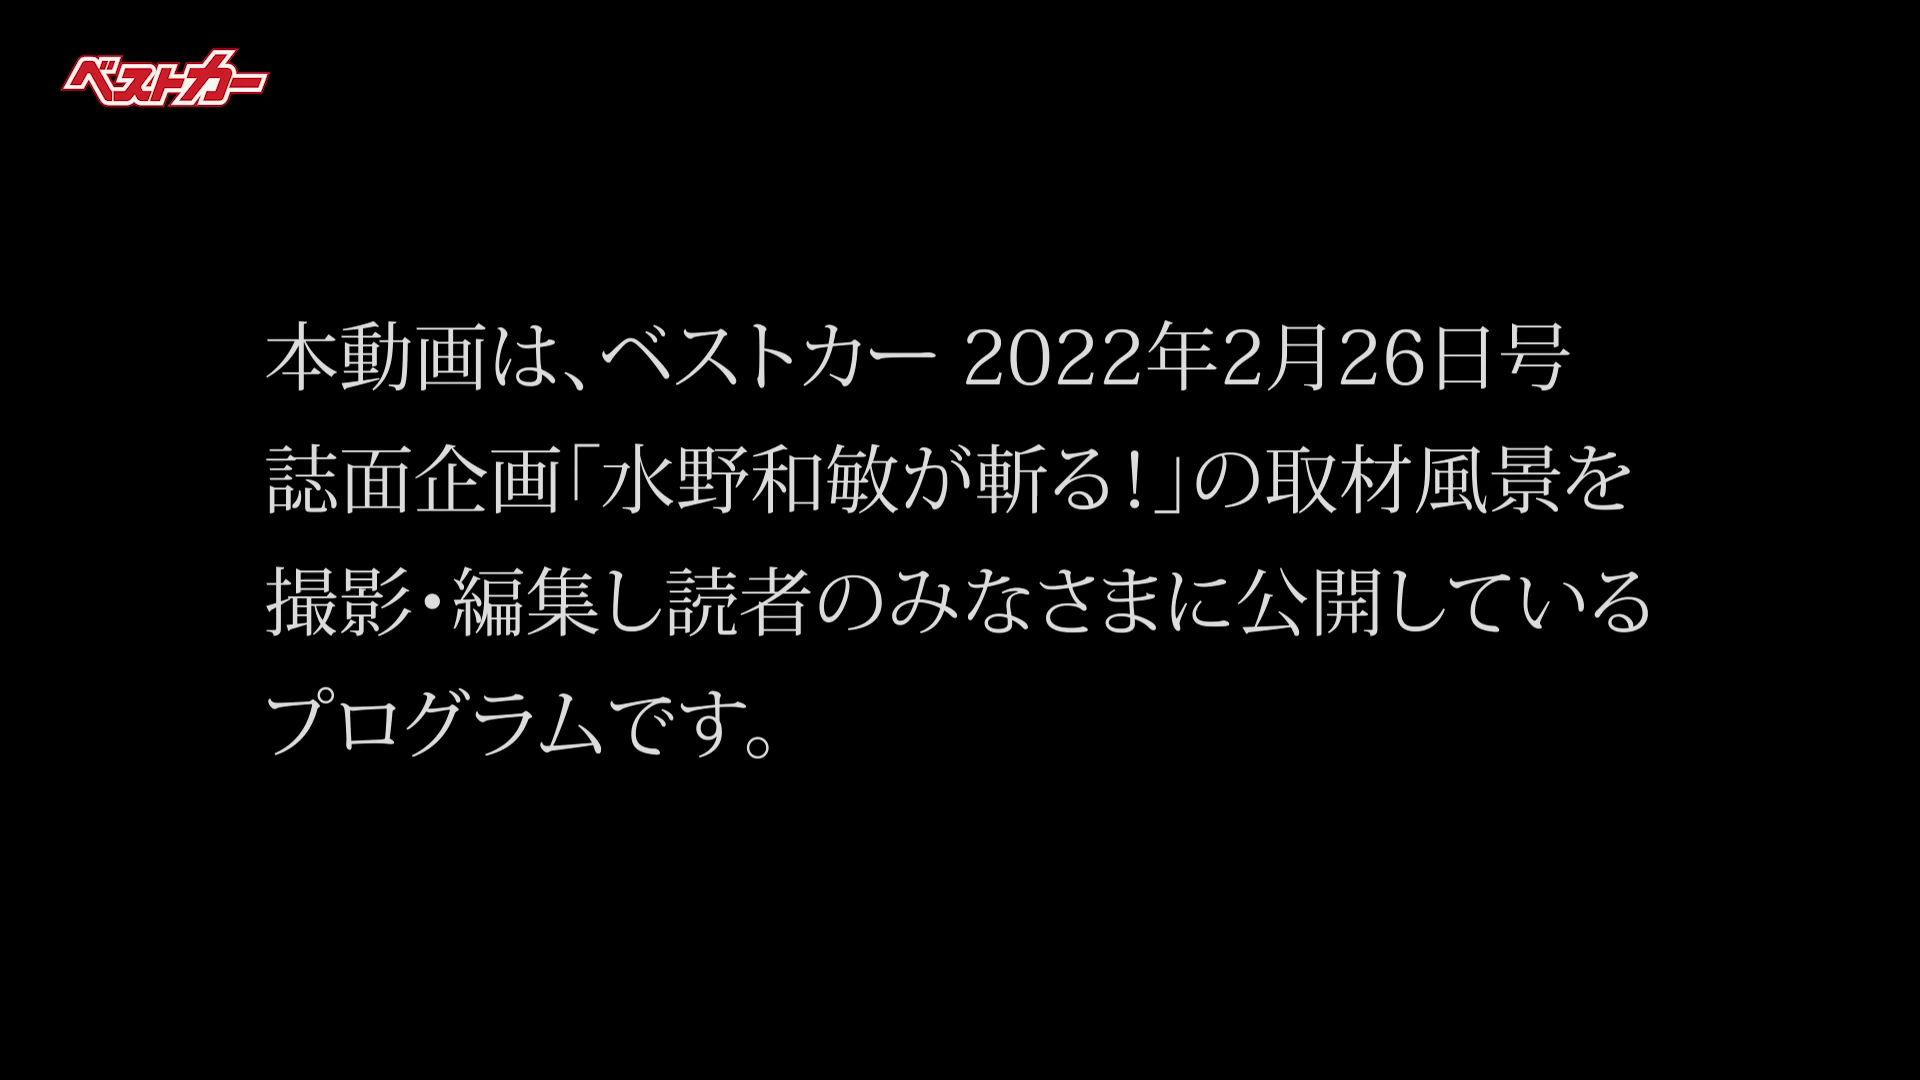 ベストカー
本動画は、ベストカー 2022年2月26日号
誌面企画「水野和敏が斬る!」の取材風景を
撮影・編集し読者のみなさまに公開している
プログラムです。